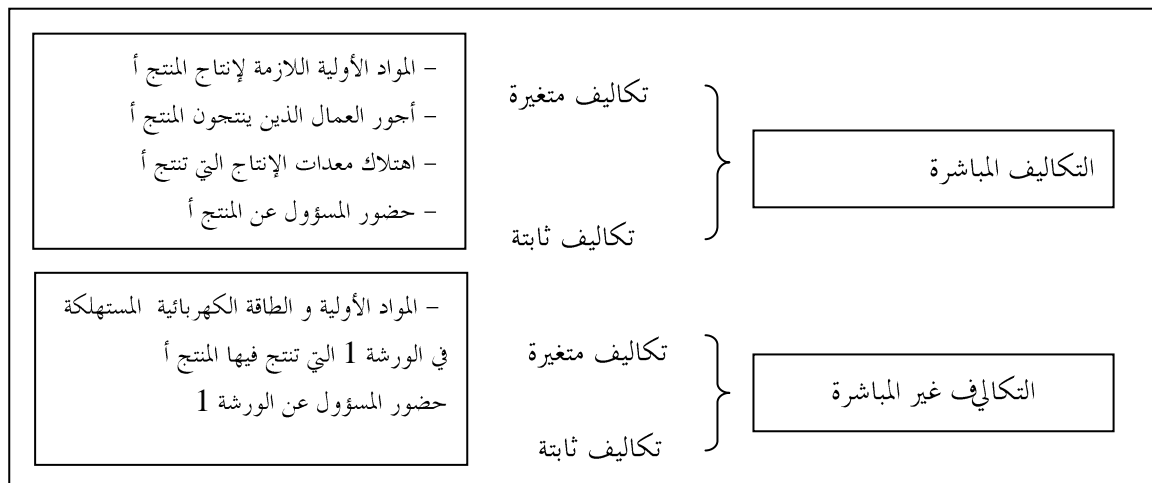 التكاليف المباشرة
تكاليف متغيرة
تكاليف ثابتة
– المواد الأولية اللازمة لإنتاج المنتج أ
– أجور العمال الذين ينتجون المنتج أ
– اهتلاك معدات الإنتاج التي تنتج أ
– حضور المسؤول عن المنتج أ
التكاليف غير المباشرة
تكاليف متغيرة
تكاليف ثابتة
– المواد الأولية و الطاقة الكهربائية المستهلكة
في الورشة 1 التي تنتج فيها المنتج أ
حضور المسؤول عن الورشة 1